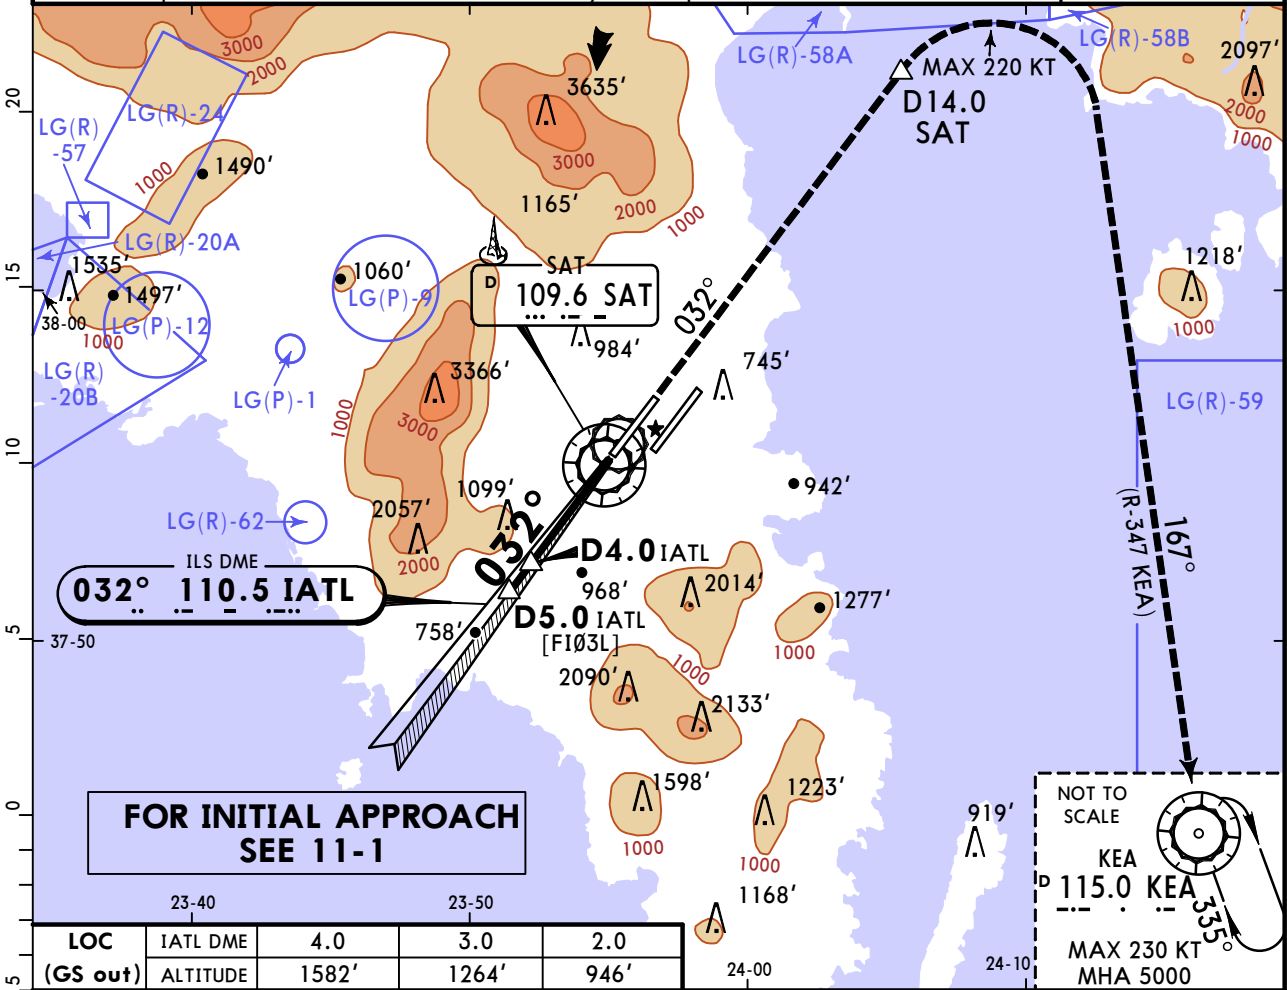 3000
2000
LG(R)-24
LG(R)
-57
1000
1490'
LG(R)-20A
1535'
1497'
LG(P)-12
38-00
1000
LG(R)
-20B
1060'
LG(P)-9
LG(P)-1
3635'
3000
1165'
2000
1000
LG(R)-58A
LG(R)-58B
MAX 220 KT
D14.0
SAT
2097'
2000
1000
1218'
1000
LG(R)-59
SAT
D
109.6 SAT
984'
032°
745'
3366'
3000
1000
942'
1099'
2057'
2000
LG(R)-62
032°
ILS DME
032° 110.5 IATL
D4.0 IATL
968'
D5.0 IATL
[FIØ3L]
758'
2014'
1000
1277'
1000
2090'
2133'
1598'
1000
1223'
1000
1168'
919'
167°
(R-347 KEA)
20
15
10
5
0
5
37-50
FOR INITIAL APPROACH
SEE 11-1
23-40
23-50
24-00
24-10
NOT TO
SCALE
KEA
D
115.0 KEA
335°
MAX 230 KT
MHA 5000
LOC IATL DME 4.0 3.0 2.0
(GS out) ALTITUDE 1582' 1264' 946'